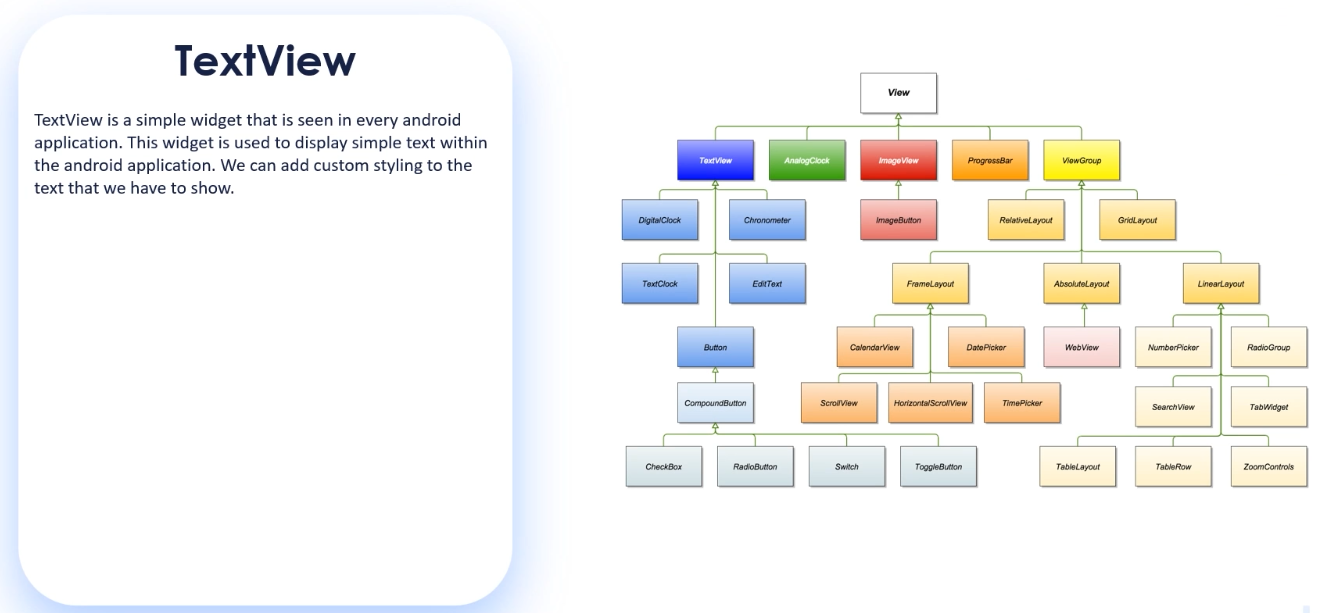 TextView
TextView is a simple widget that is seen in every android
application. This widget is used to display simple text within
the android application. We can add custom styling to the
text that we have to show.
View
TextView
AnalogClock
ImageView
ProgressBar
ViewGroup
DigitalClock
Chronometer
ImageButton
RelativeLayout
GridLayout
TextClock
EditText
FrameLayout
AbsoluteLayout
LinearLayout
Button
CalendarView
DatePicker
WebView
NumberPicker
RadioGroup
CompoundButton
ScrollView
HorizontalScrollView
TimePicker
SearchView
TabWidget
CheckBox
RadioButton
Switch
ToggleButton
TableLayout
TableRow
ZoomControls